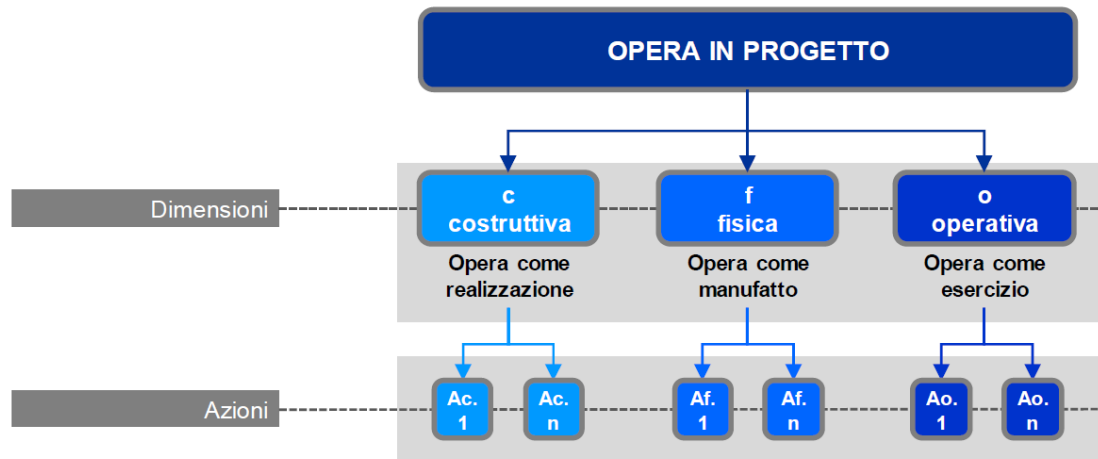 OPERA IN PROGETTO
Dimensioni
c
costruttiva
f
fisica
o
operativa
Opera come
realizzazione
Opera come
manufatto
Opera come
esercizio
Azioni
Ac.
1
Ac.
n
Af.
1
Af.
n
Ao.
1
Ao.
n